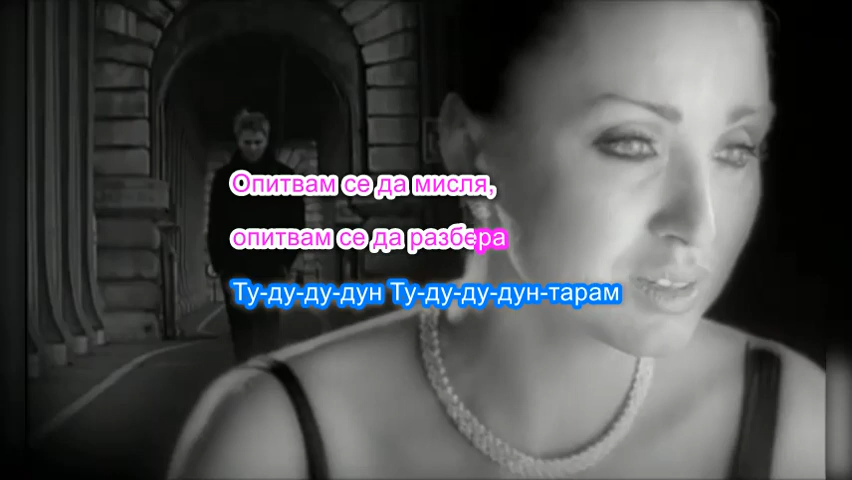 Опитвам се да мисля,
опитвам се да разбера
Ту-ду-ду-дун Ту-ду-ду-дун-тарам